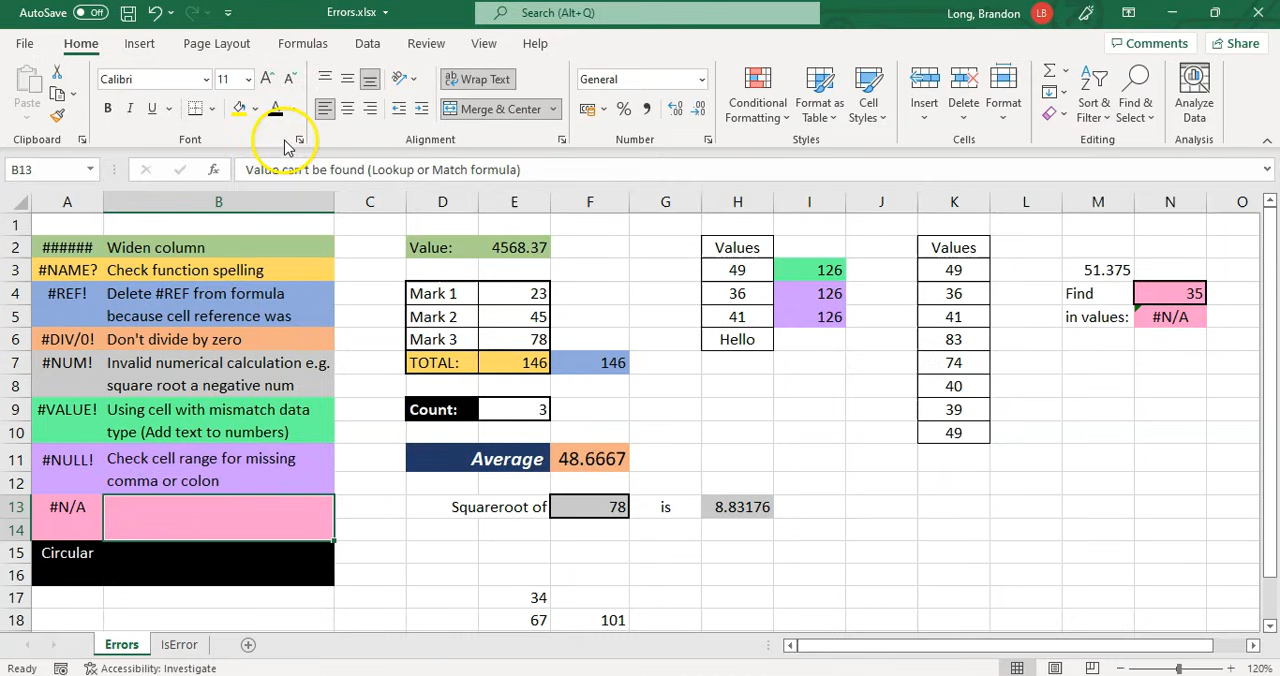 AutoSave Off Errors.xlsx Search (Alt+Q) Long, Brandon LB
File Home Insert Page Layout Formulas Data Review View Help Comments Share
Paste Calibri 11 B I U A Wrap Text Merge & Center General % Conditional Formatting Format as Table Cell Styles Insert Delete Format Sort & Filter Find & Select Analyze Data
Clipboard Font Alignment Number Styles Cells Editing Analysis
B13 fx Value can't be found (Lookup or Match formula)
A B C D E F G H I J K L M N O
1
2 ###### Widen column Value: 4568.37 Values Values
3 #NAME? Check function spelling 49 126 49 51.375
4 #REF! Delete #REF from formula Mark 1 23 36 126 36 Find 35
5 because cell reference was Mark 2 45 41 126 41 in values: #N/A
6 #DIV/0! Don't divide by zero Mark 3 78 Hello 83
7 #NUM! Invalid numerical calculation e.g. TOTAL: 146 146 74
8 square root a negative num 40
9 #VALUE! Using cell with mismatch data Count: 3 39
10 type (Add text to numbers) 49
11 #NULL! Check cell range for missing Average 48.6667
12 comma or colon
13 #N/A Squareroot of 78 is 8.83176
14
15 Circular
16
17 34
18 67 101
Errors IsError
Ready Accessibility: Investigate 120%